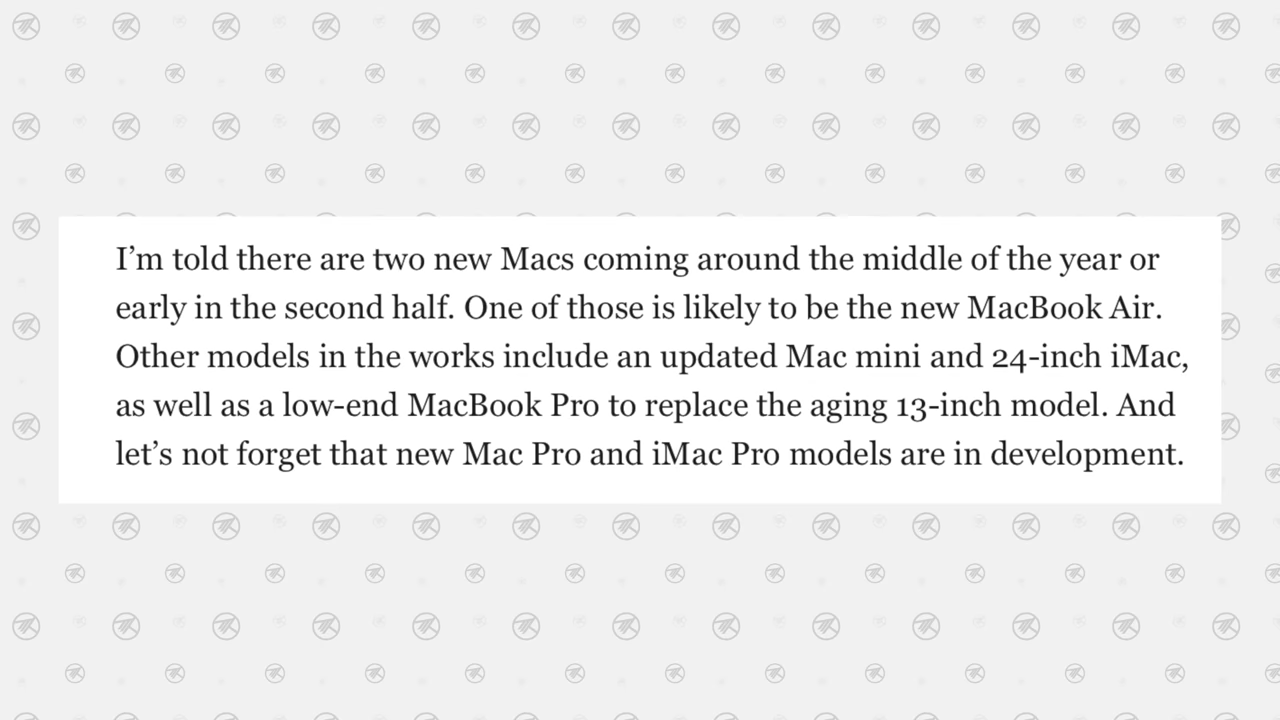 I’m told there are two new Macs coming around the middle of the year or
early in the second half. One of those is likely to be the new MacBook Air.
Other models in the works include an updated Mac mini and 24-inch iMac,
as well as a low-end MacBook Pro to replace the aging 13-inch model. And
let’s not forget that new Mac Pro and iMac Pro models are in development.